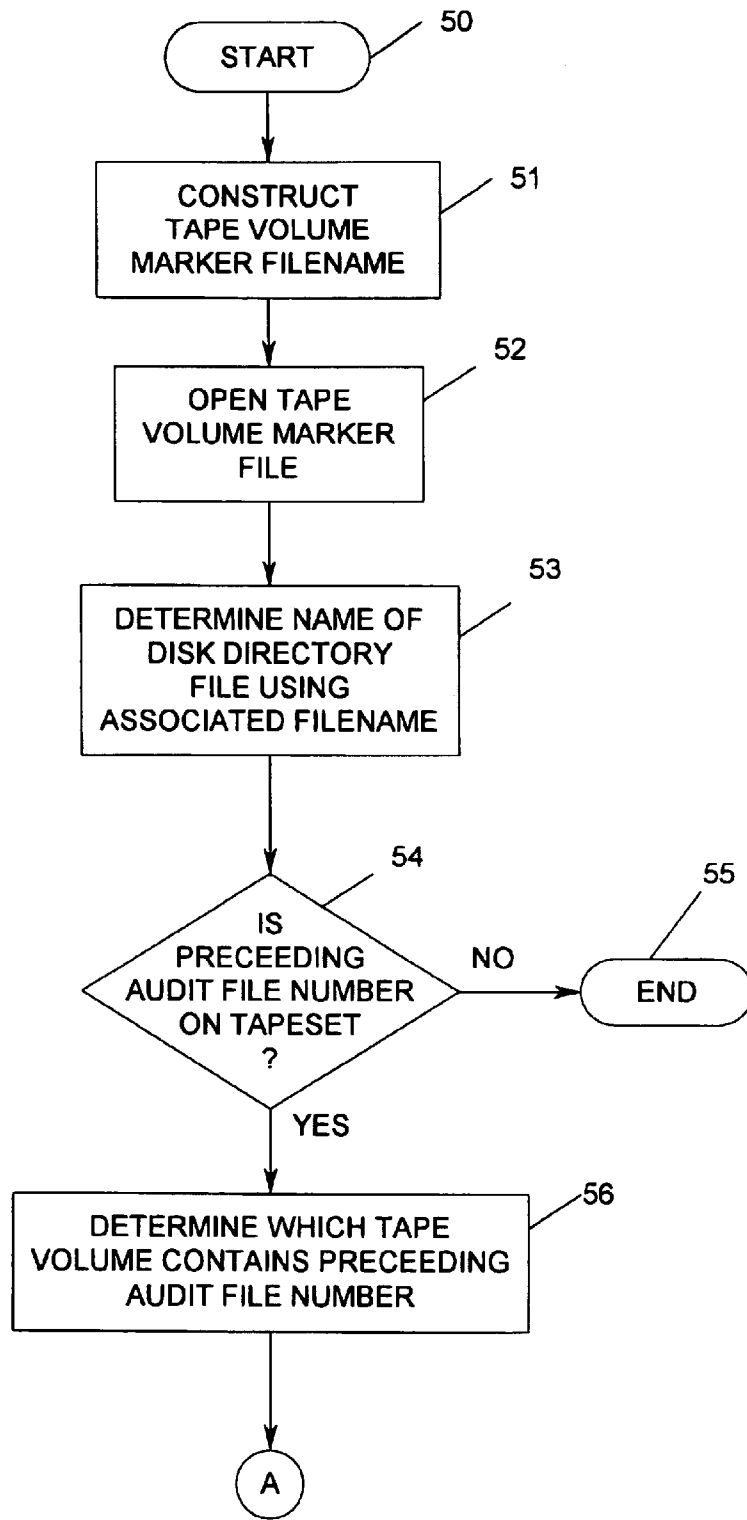 START
50
CONSTRUCT
TAPE VOLUME
MARKER FILENAME
51
OPEN TAPE
VOLUME MARKER
FILE
52
DETERMINE NAME OF
DISK DIRECTORY
FILE USING
ASSOCIATED FILENAME
53
IS
PRECEEDING
AUDIT FILE NUMBER
ON TAPESET
?
54
NO
END
55
YES
DETERMINE WHICH TAPE
VOLUME CONTAINS PRECEEDING
AUDIT FILE NUMBER
56
A